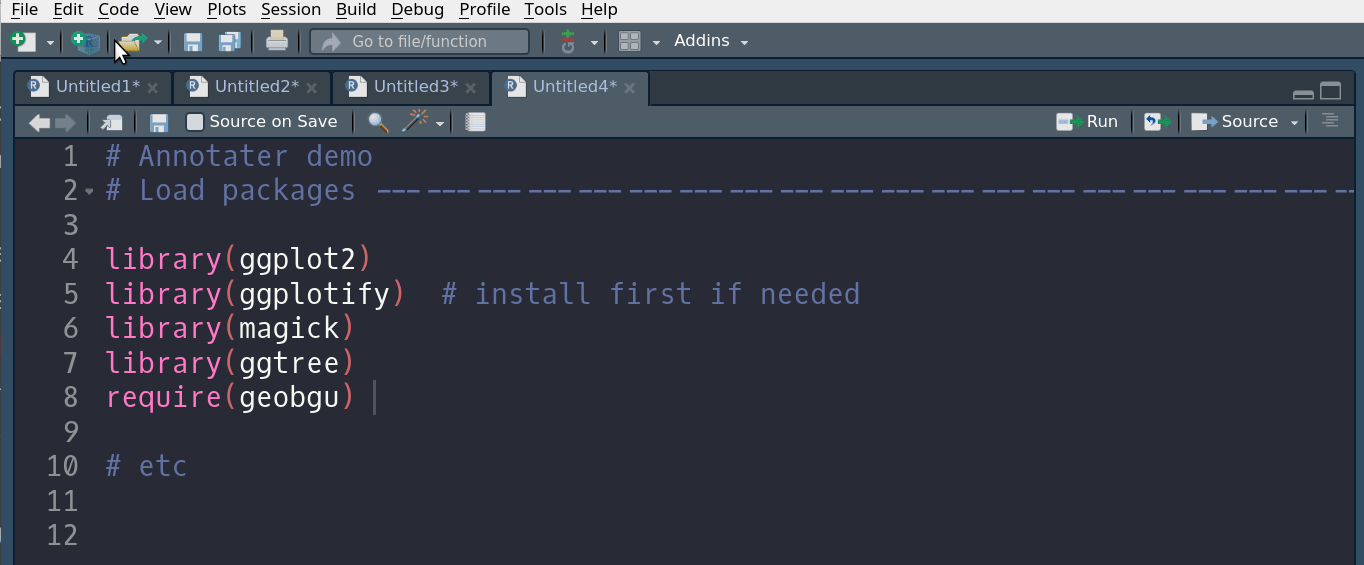 File Edit Code View Plots Session Build Debug Profile Tools Help
Go to file/function Addins
Untitled1* Untitled2* Untitled3* Untitled4*
Source on Save Run Source
1 # Annotater demo
2 # Load packages --- --- --- --- --- --- --- --- --- --- --- --- --- --- --- --- --- --- --- --
3
4 library(ggplot2)
5 library(ggplotify)  # install first if needed
6 library(magick)
7 library(ggtree)
8 require(geobgu)
9
10 # etc
11
12